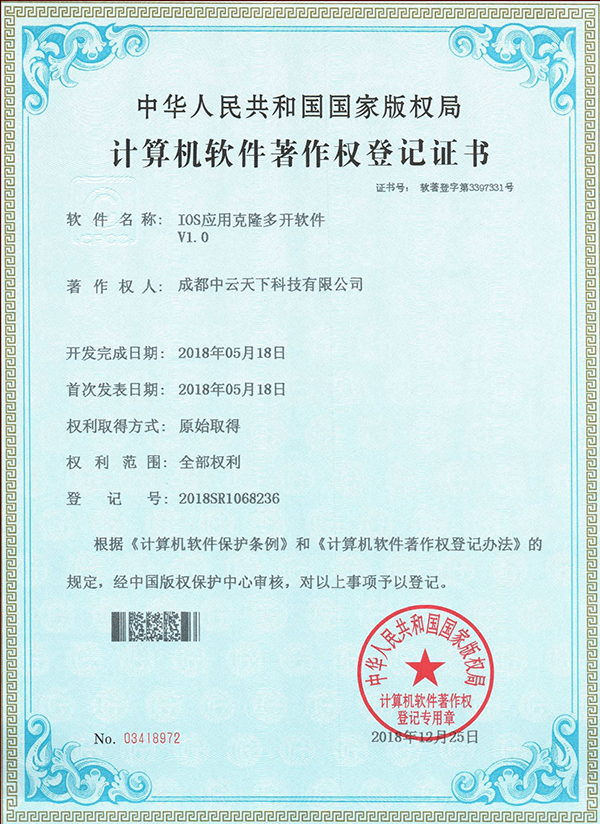 中华人民共和国国家版权局
计算机软件著作权登记证书
证书号： 软著登字第3397331号
软件名称： IOS应用克隆多开软件
V1.0
著作权人： 成都中云天下科技有限公司
开发完成日期： 2018年05月18日
首次发表日期： 2018年05月18日
权利取得方式： 原始取得
权利范围： 全部权利
登记号： 2018SR1068236
根据《计算机软件保护条例》和《计算机软件著作权登记办法》的
规定，经中国版权保护中心审核，对以上事项予以登记。
中华人民共和国国家版权局
计算机软件著作权
登记专用章
No. 03418972
2018年12月25日